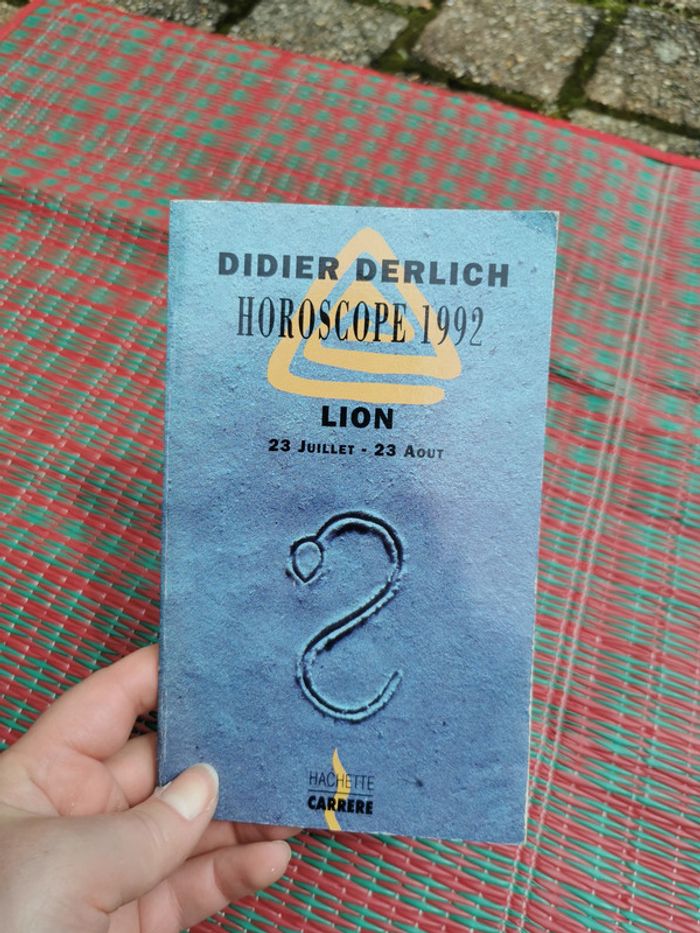 DIDIER DERLICH
HOROSCOPE 1992
LION
23 JUILLET - 23 AOUT
HACHETTE
CARRERE